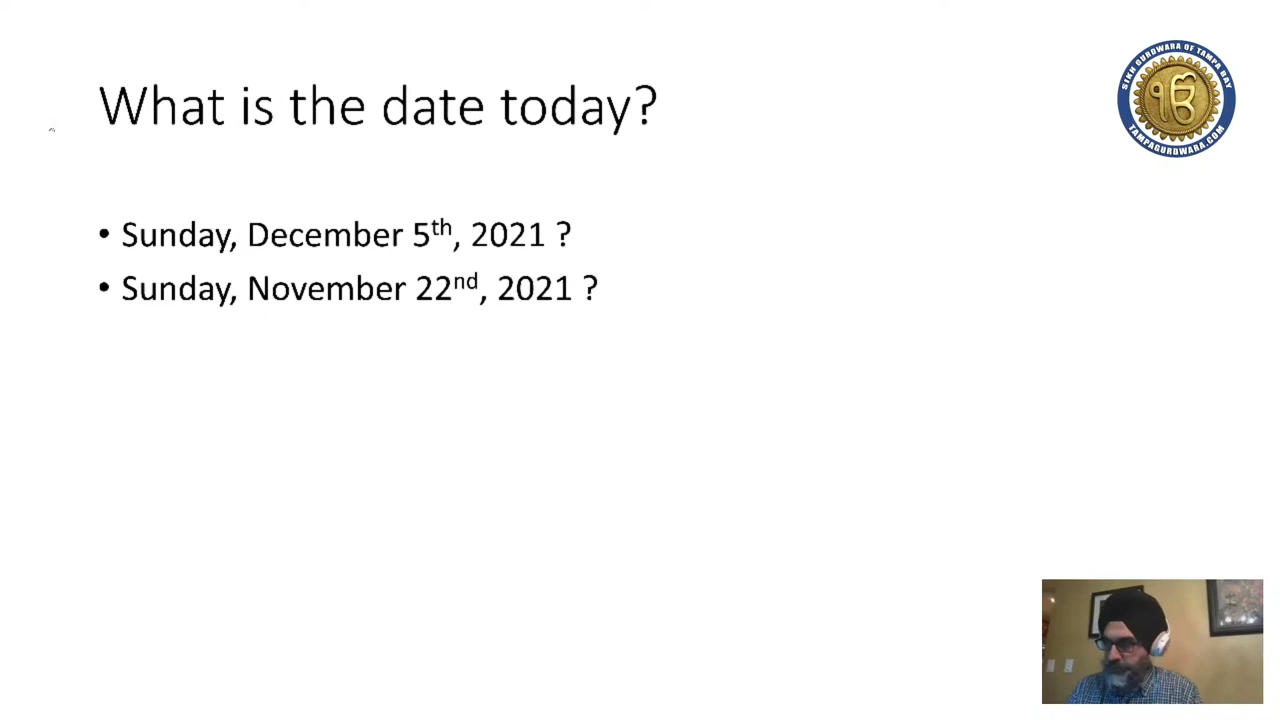 What is the date today?
SIKH GURDWARA OF TAMPA BAY
TAMPAGURDWARA.COM
ੴ
• Sunday, December 5th, 2021 ?
• Sunday, November 22nd, 2021 ?